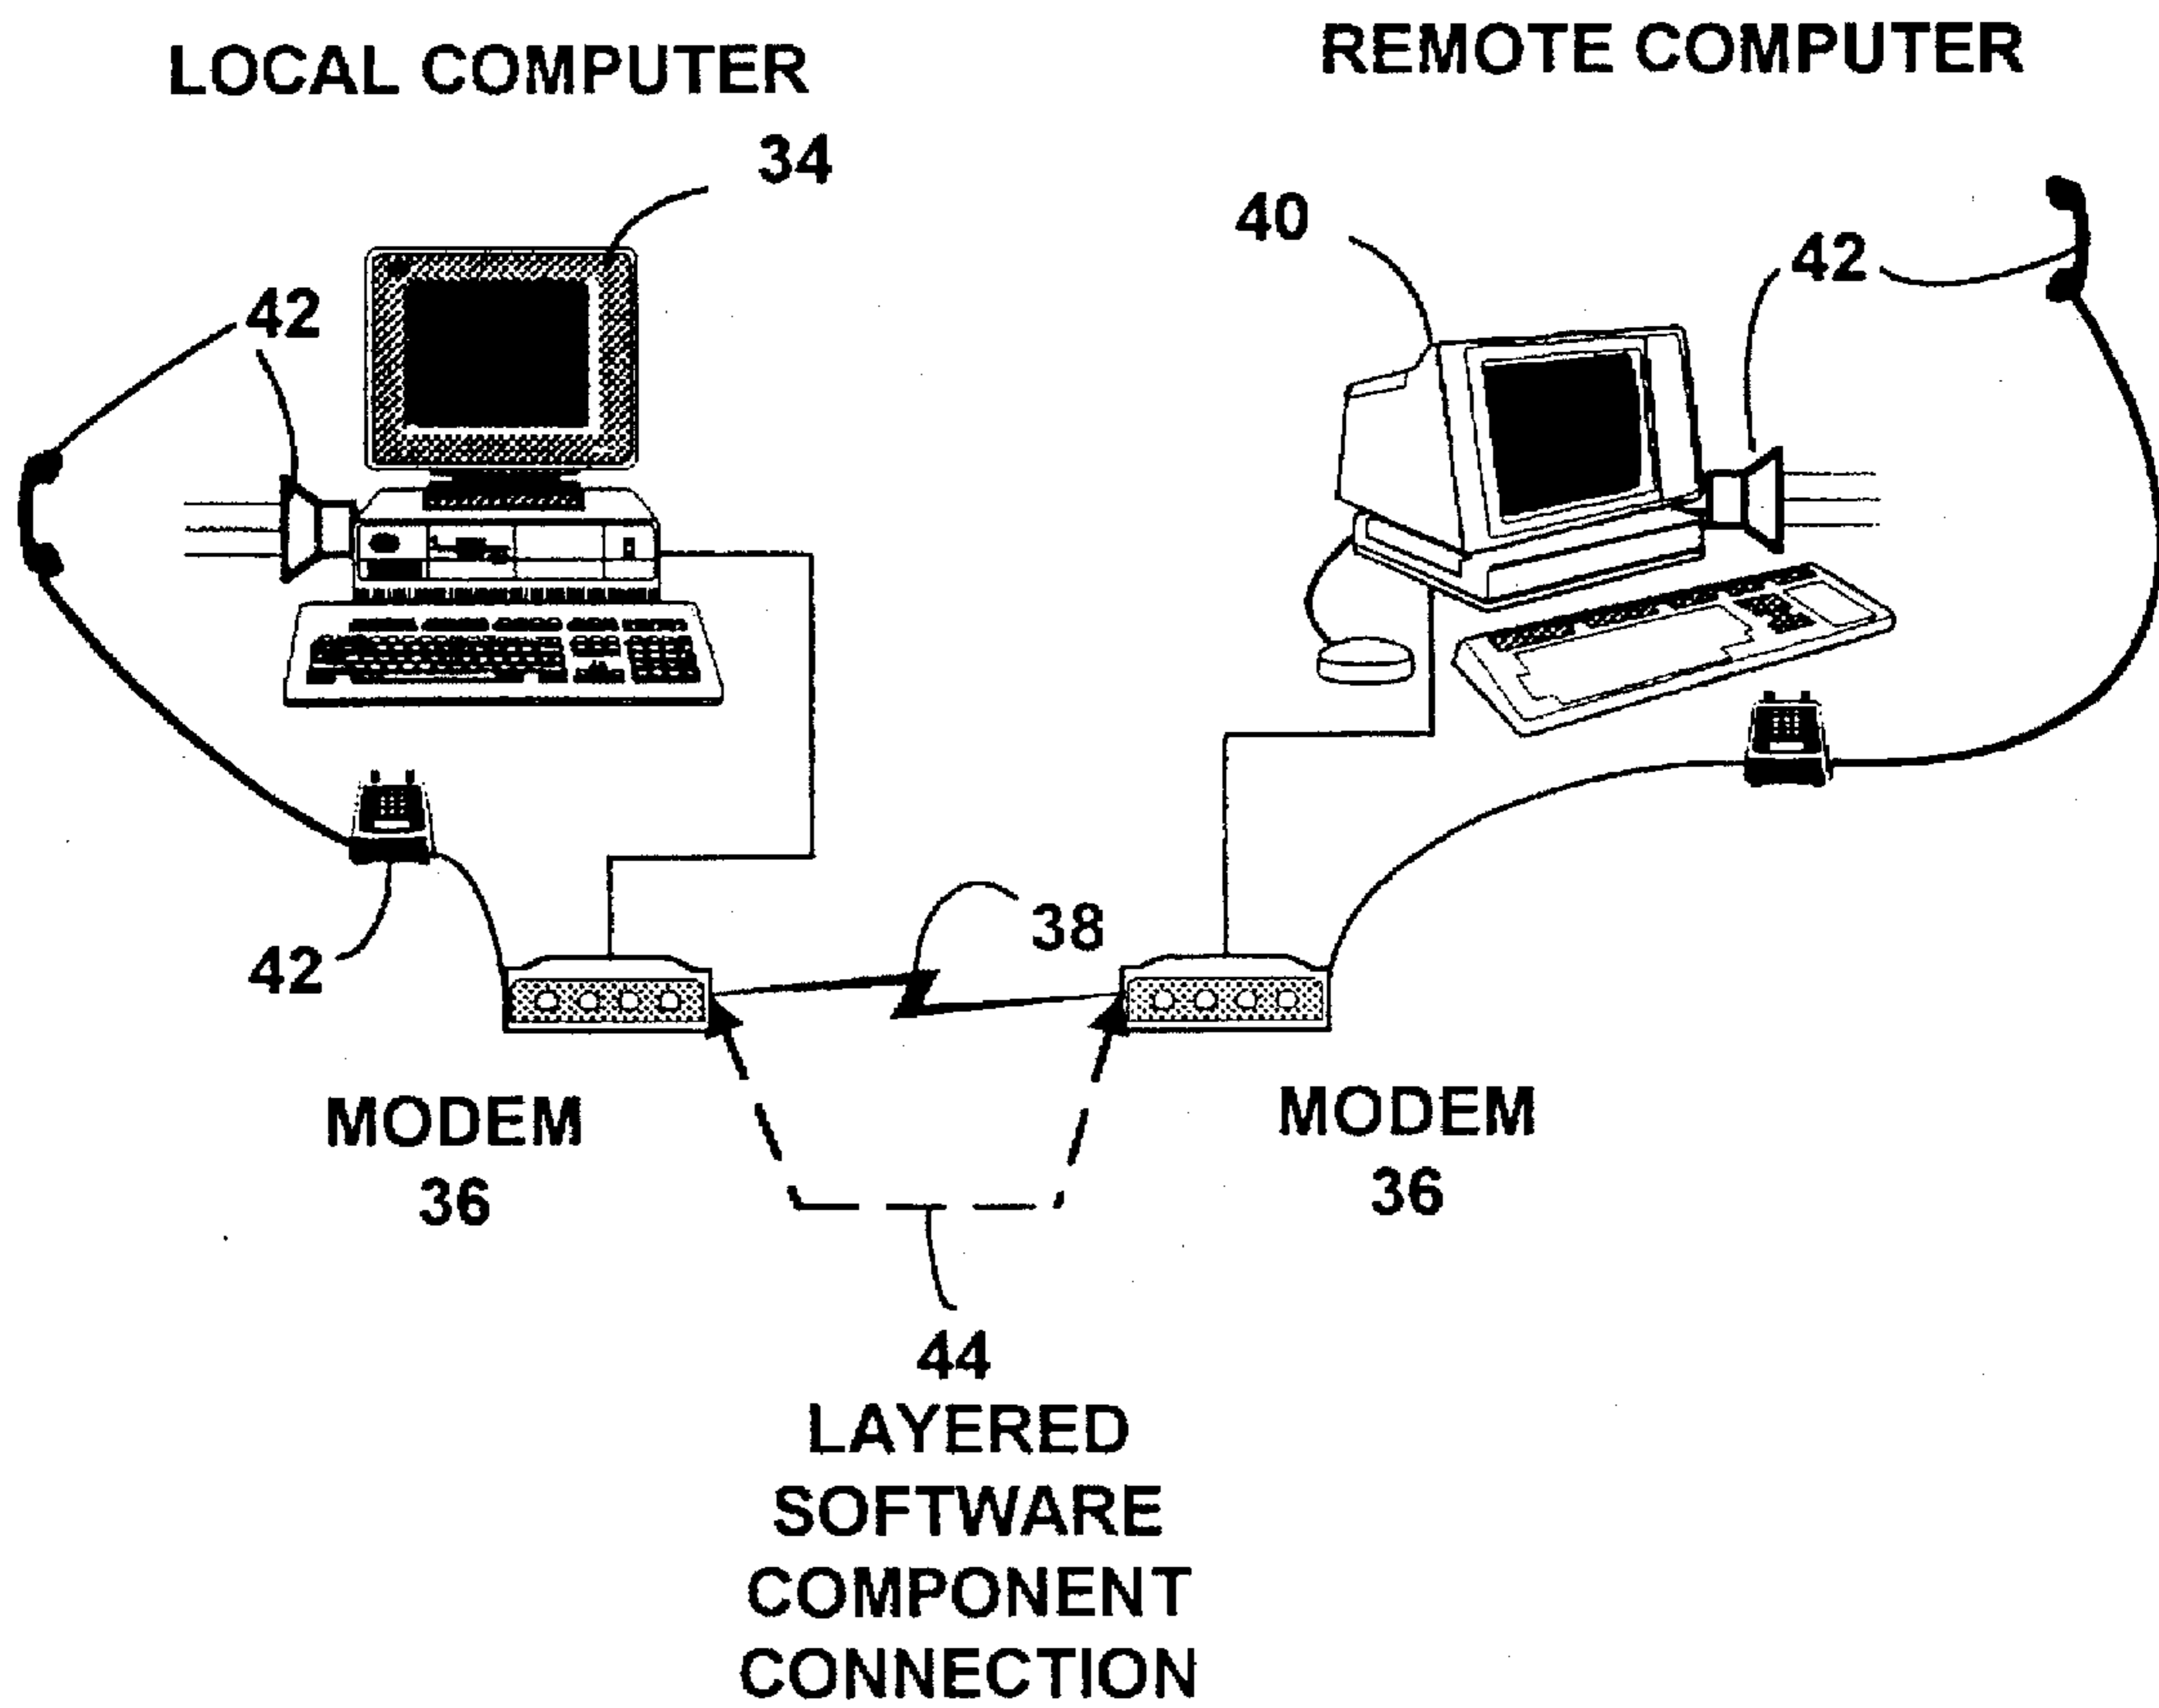 LOCAL COMPUTER
34
REMOTE COMPUTER
40
42
42
42
38
MODEM
36
MODEM
36
44
LAYERED
SOFTWARE
COMPONENT
CONNECTION